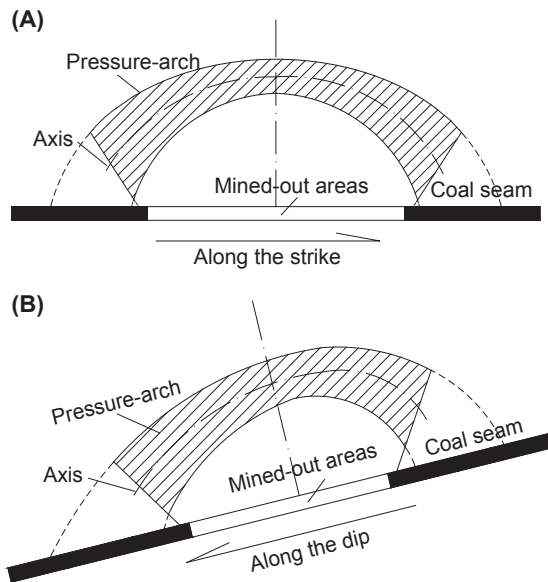 (A)
Pressure-arch
Axis
Mined-out areas
Coal seam
Along the strike
(B)
Pressure-arch
Axis
Mined-out areas
Coal seam
Along the dip